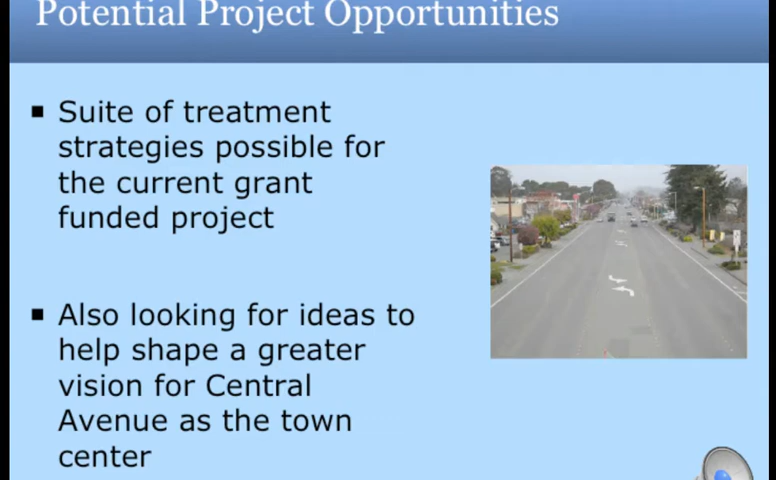 Potential Project Opportunities
▪ Suite of treatment
strategies possible for
the current grant
funded project
▪ Also looking for ideas to
help shape a greater
vision for Central
Avenue as the town
center